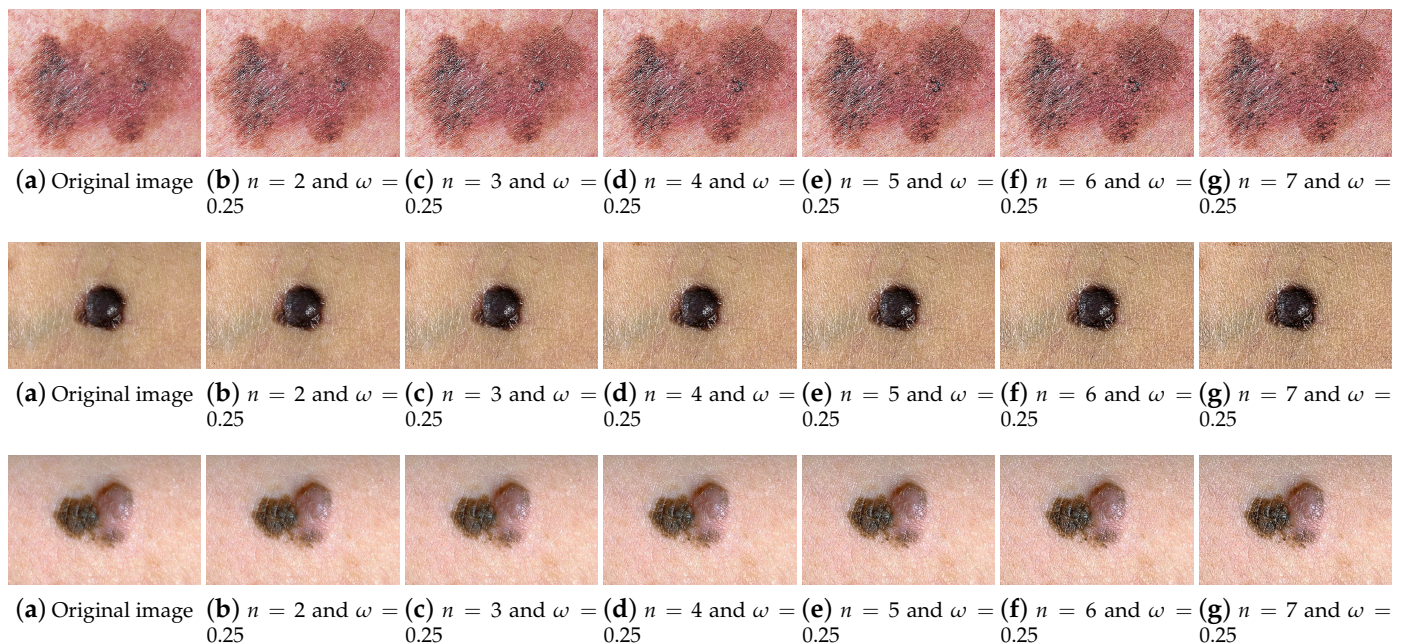 (a) Original image (b) n = 2 and ω = (c) n = 3 and ω = (d) n = 4 and ω = (e) n = 5 and ω = (f) n = 6 and ω = (g) n = 7 and ω =
0.25 0.25 0.25 0.25 0.25 0.25
(a) Original image (b) n = 2 and ω = (c) n = 3 and ω = (d) n = 4 and ω = (e) n = 5 and ω = (f) n = 6 and ω = (g) n = 7 and ω =
0.25 0.25 0.25 0.25 0.25 0.25
(a) Original image (b) n = 2 and ω = (c) n = 3 and ω = (d) n = 4 and ω = (e) n = 5 and ω = (f) n = 6 and ω = (g) n = 7 and ω =
0.25 0.25 0.25 0.25 0.25 0.25